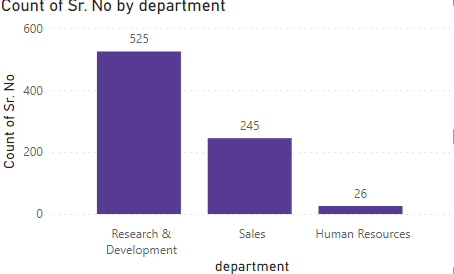 Count of Sr. No by department
600
525
400
Count of Sr. No
245
200
26
0
Research &
Development
Sales
Human Resources
department